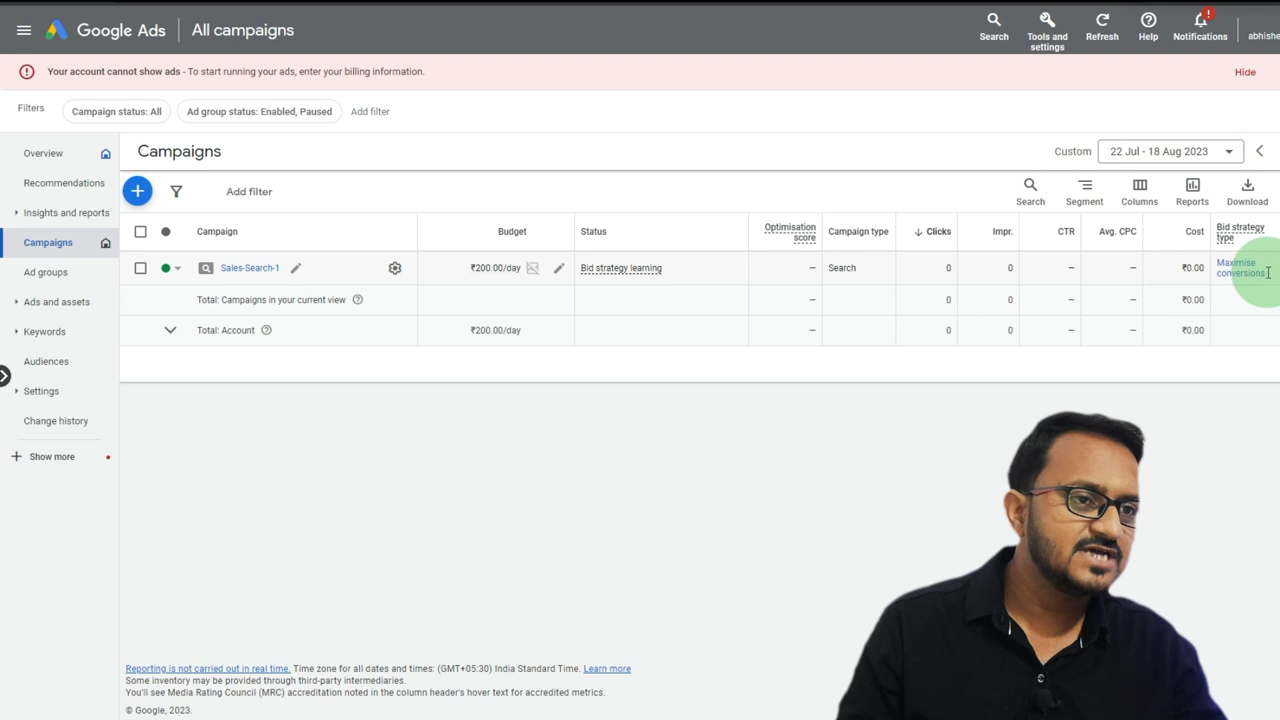 Google Ads All campaigns
Search
Tools and settings
Refresh
Help
!
Notifications
abhishe
Your account cannot show ads - To start running your ads, enter your billing information.
Hide
Filters
Campaign status: All
Ad group status: Enabled, Paused
Add filter
Overview
Recommendations
Insights and reports
Campaigns
Ad groups
Ads and assets
Keywords
Audiences
Settings
Change history
Show more
Campaigns
Custom
22 Jul - 18 Aug 2023
Add filter
Search
Segment
Columns
Reports
Download
Campaign Budget Status Optimisation score Campaign type Clicks Impr. CTR Avg. CPC Cost Bid strategy type
Sales-Search-1 ₹200.00/day Bid strategy learning – Search 0 0 – – ₹0.00 Maximise conversions
Total: Campaigns in your current view – 0 0 – – ₹0.00
Total: Account ₹200.00/day – 0 0 – – ₹0.00
Reporting is not carried out in real time. Time zone for all dates and times: (GMT+05:30) India Standard Time. Learn more
Some inventory may be provided through third-party intermediaries.
You'll see Media Rating Council (MRC) accreditation noted in the column header's hover text for accredited metrics.
© Google, 2023.